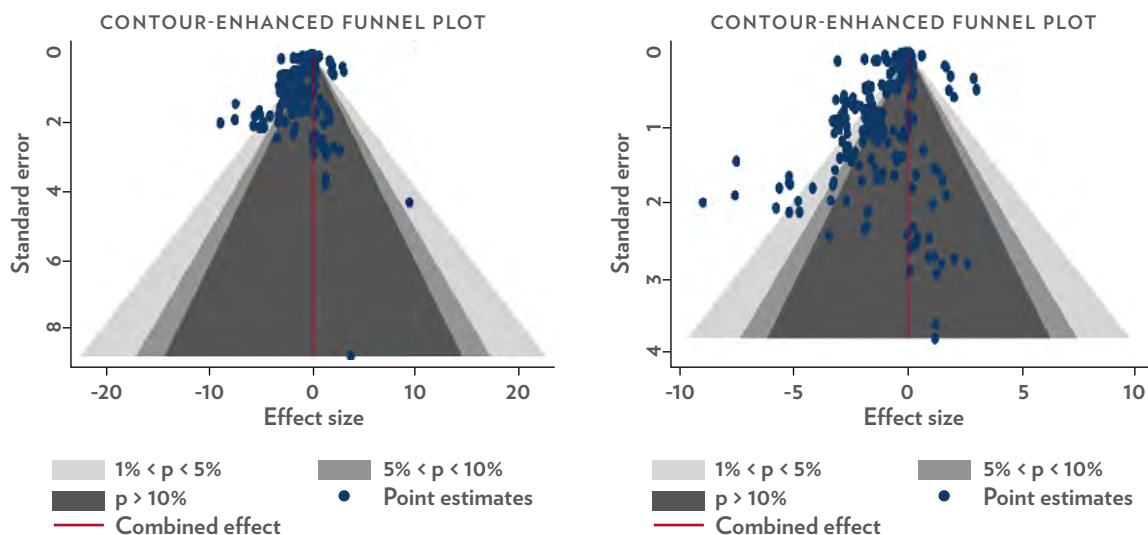 CONTOUR-ENHANCED FUNNEL PLOT
0
2
4
6
8
Standard error
-20
-10
0
10
20
Effect size
1% < p < 5%
5% < p < 10%
p > 10%
Point estimates
Combined effect
CONTOUR-ENHANCED FUNNEL PLOT
0
1
2
3
4
Standard error
-10
-5
0
5
10
Effect size
1% < p < 5%
5% < p < 10%
p > 10%
Point estimates
Combined effect